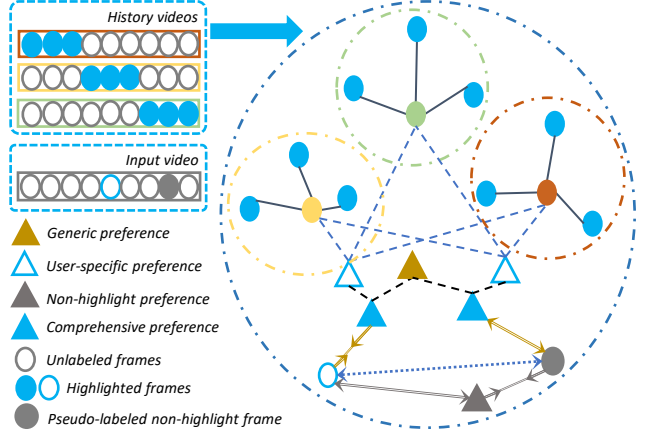 History videos
Input video
Generic preference
User-specific preference
Non-highlight preference
Comprehensive preference
Unlabeled frames
Highlighted frames
Pseudo-labeled non-highlight frame